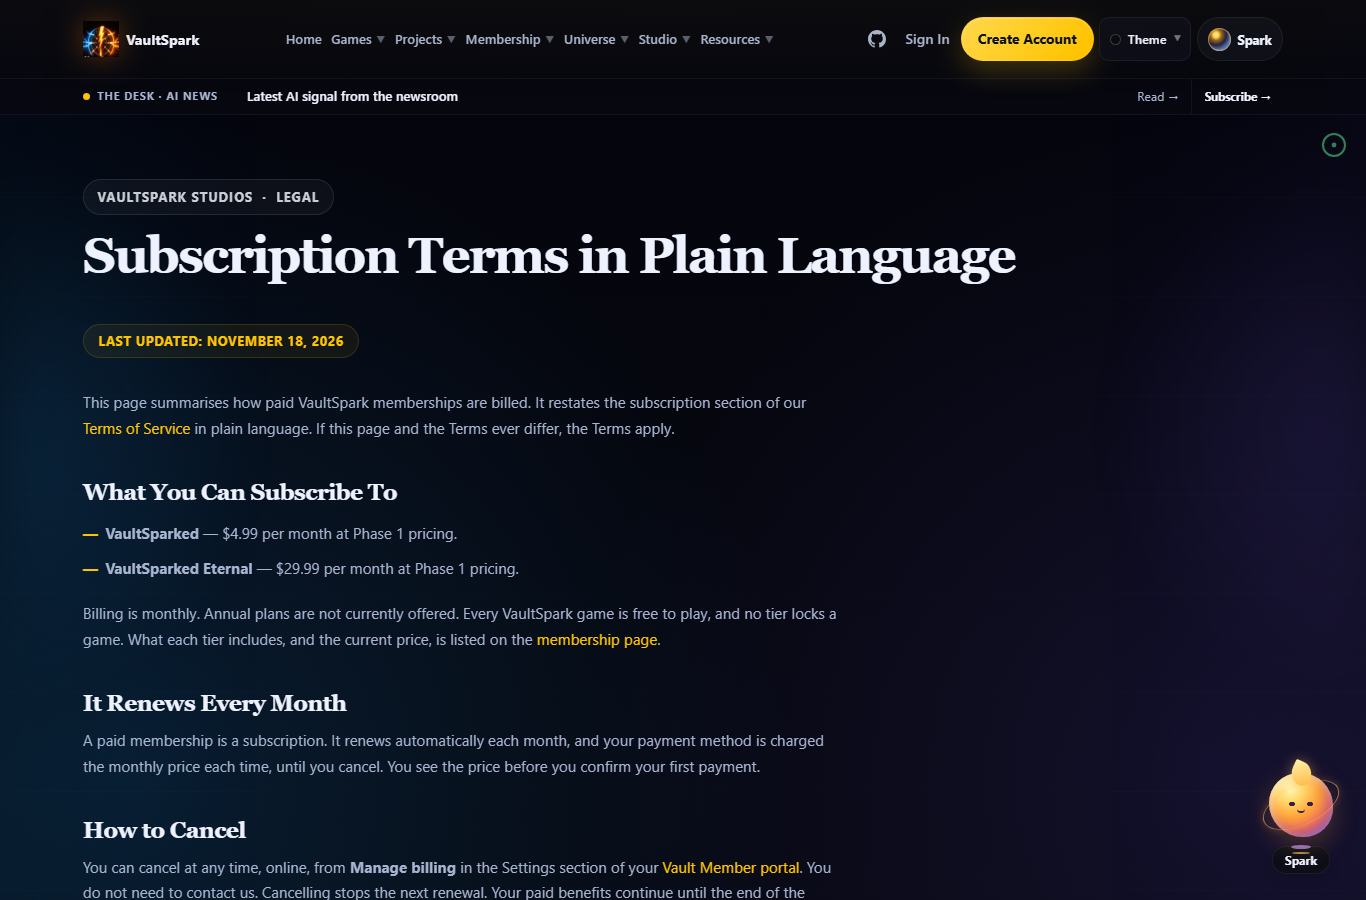 VaultSpark
Home Games Projects Membership Universe Studio Resources
Sign In
Create Account
Theme
Spark
THE DESK · AI NEWS
Latest AI signal from the newsroom
Read →
Subscribe →
VAULTSPARK STUDIOS · LEGAL
Subscription Terms in Plain Language
LAST UPDATED: NOVEMBER 18, 2026
This page summarises how paid VaultSpark memberships are billed. It restates the subscription section of our
Terms of Service in plain language. If this page and the Terms ever differ, the Terms apply.
What You Can Subscribe To
— VaultSparked — $4.99 per month at Phase 1 pricing.
— VaultSparked Eternal — $29.99 per month at Phase 1 pricing.
Billing is monthly. Annual plans are not currently offered. Every VaultSpark game is free to play, and no tier locks a
game. What each tier includes, and the current price, is listed on the membership page.
It Renews Every Month
A paid membership is a subscription. It renews automatically each month, and your payment method is charged
the monthly price each time, until you cancel. You see the price before you confirm your first payment.
How to Cancel
You can cancel at any time, online, from Manage billing in the Settings section of your Vault Member portal. You
do not need to contact us. Cancelling stops the next renewal. Your paid benefits continue until the end of the
Spark